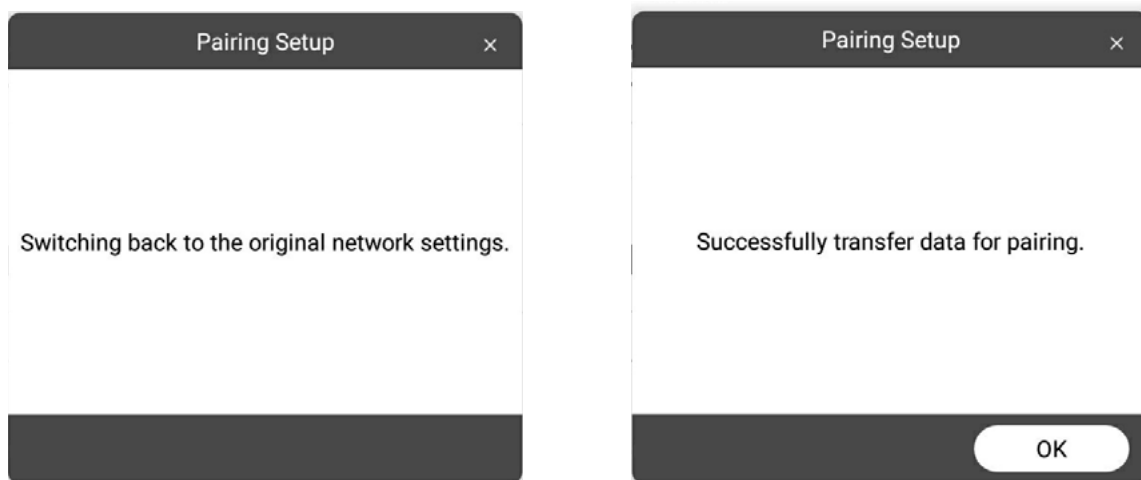 Pairing Setup ×
Switching back to the original network settings.
Pairing Setup ×
Successfully transfer data for pairing.
OK